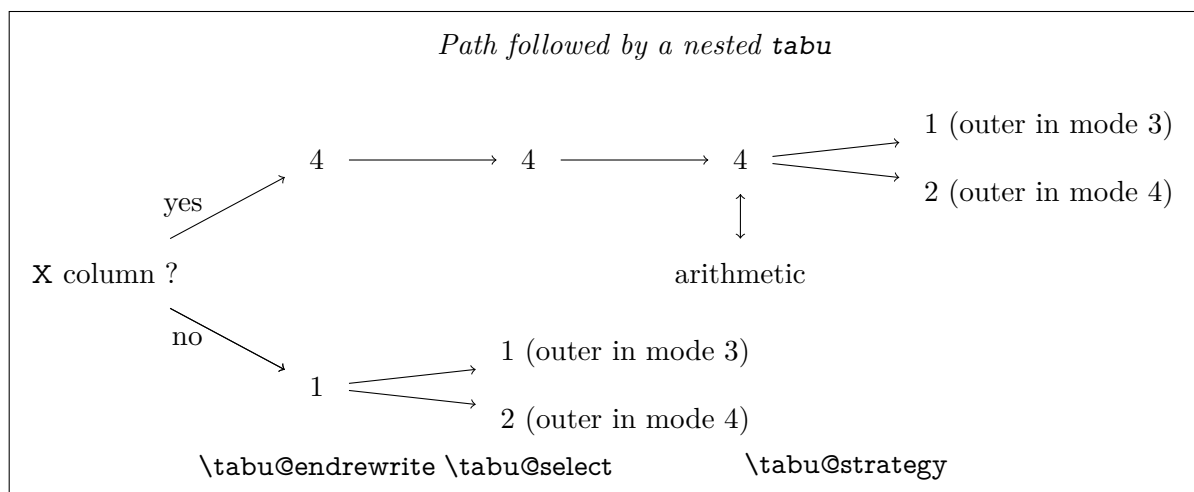 Path followed by a nested tabu
1 (outer in mode 3)
4 4 4
2 (outer in mode 4)
yes
X column ? arithmetic
no
1 (outer in mode 3)
1
2 (outer in mode 4)
\tabu@endrewrite \tabu@select \tabu@strategy